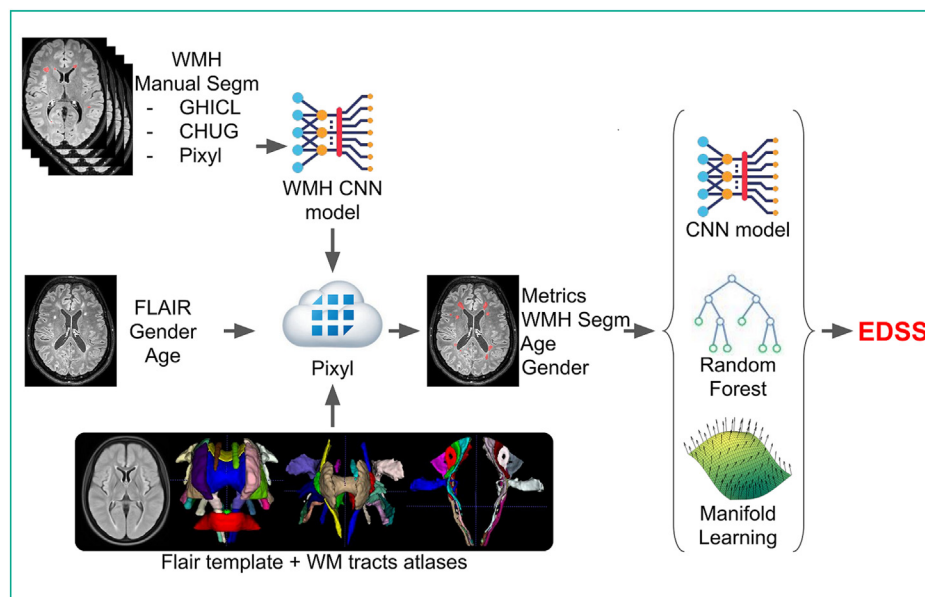 WMH
Manual Segm
- GHICL
- CHUG
- Pixyl
WMH CNN
model
FLAIR
Gender
Age
Pixyl
Metrics
WMH Segm
Age
Gender
Flair template + WM tracts atlases
CNN model
Random
Forest
Manifold
Learning
EDSS